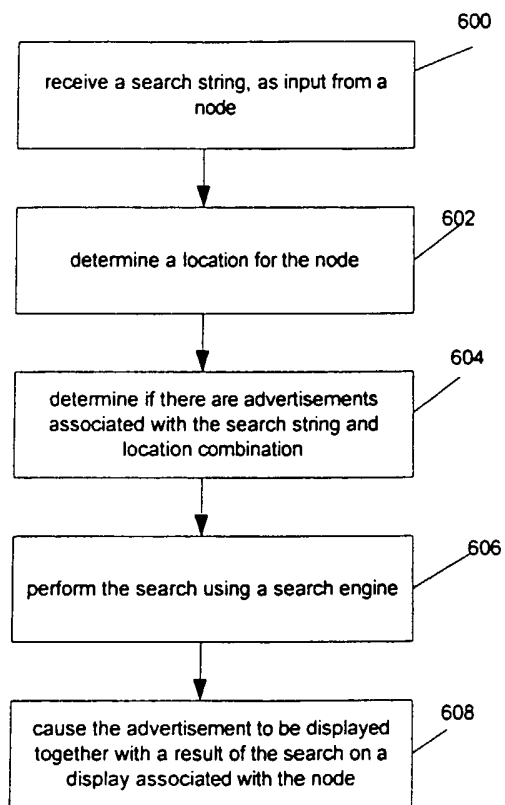 600
receive a search string, as input from a
node
602
determine a location for the node
604
determine if there are advertisements
associated with the search string and
location combination
606
perform the search using a search engine
608
cause the advertisement to be displayed
together with a result of the search on a
display associated with the node